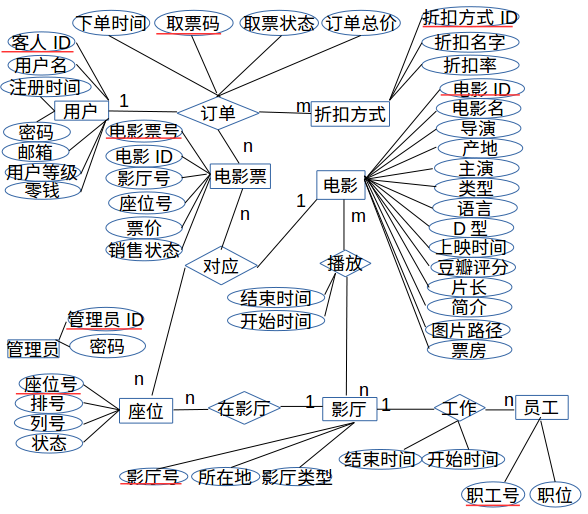 下单时间 取票码 取票状态 订单总价 折扣方式 ID
客人 ID 折扣名字
用户名 折扣率
注册时间 电影 ID
用户 1 订单 m 折扣方式 电影名
密码 电影票号 导演
邮箱 n 产地
用户等级 电影 ID 主演
零钱 影厅号 电影票 电影 类型
座位号 1 语言
票价 n m D 型
销售状态 上映时间
对应 播放 豆瓣评分
结束时间 片长
开始时间 简介
管理员 ID 图片路径
管理员 密码 票房
座位号 n n
排号 座位 n 在影厅 1 影厅 1 工作 n 员工
列号
状态
结束时间 开始时间
影厅号 所在地 影厅类型
职工号 职位